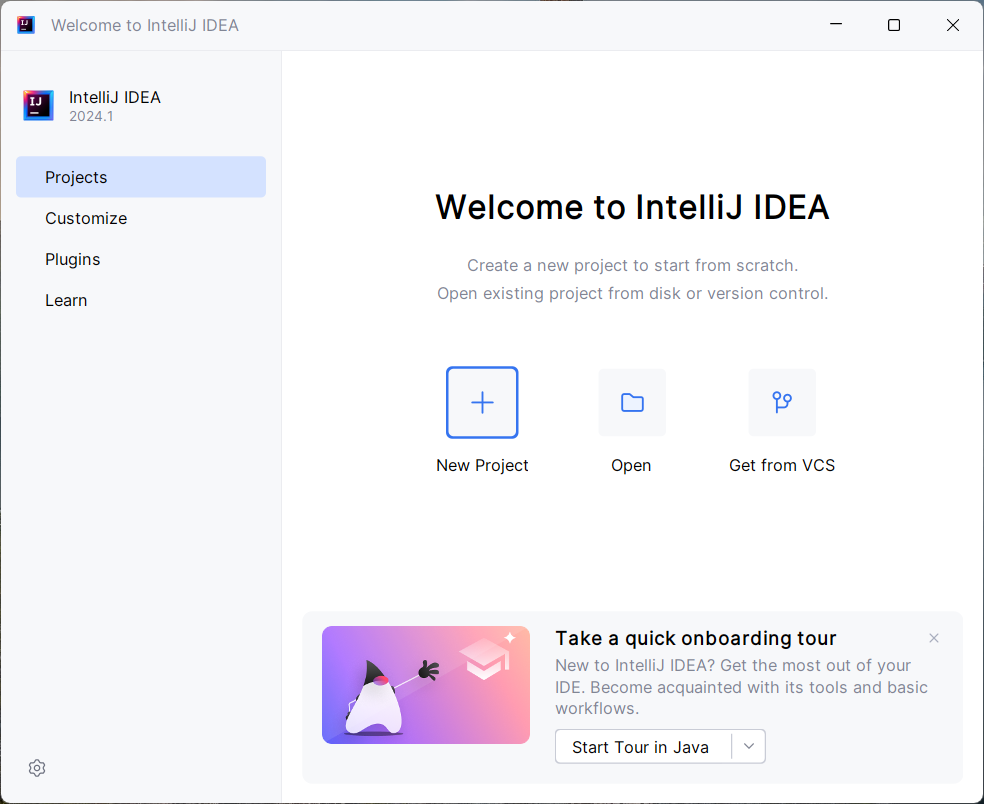 Welcome to IntelliJ IDEA
IJ
IntelliJ IDEA
2024.1
Projects
Customize
Plugins
Learn
Welcome to IntelliJ IDEA
Create a new project to start from scratch.
Open existing project from disk or version control.
New Project
Open
Get from VCS
Take a quick onboarding tour
New to IntelliJ IDEA? Get the most out of your
IDE. Become acquainted with its tools and basic
workflows.
Start Tour in Java